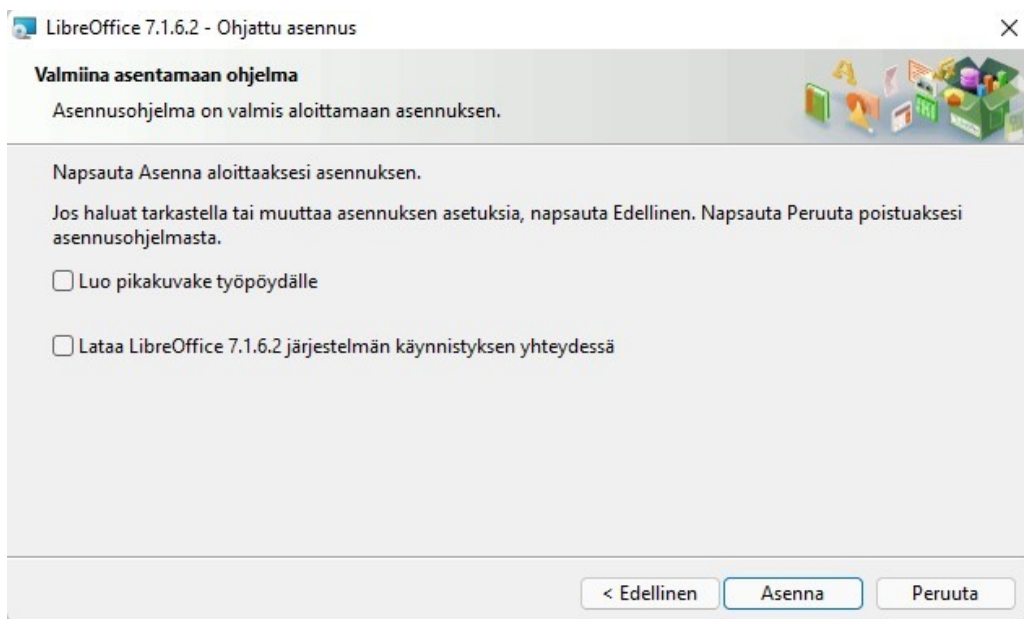 LibreOffice 7.1.6.2 - Ohjattu asennus
Valmiina asentamaan ohjelma
Asennusohjelma on valmis aloittamaan asennuksen.
Napsauta Asenna aloittaaksesi asennuksen.
Jos haluat tarkastella tai muuttaa asennuksen asetuksia, napsauta Edellinen. Napsauta Peruuta poistuaksesi
asennusohjelmasta.
Luo pikakuvake työpöydälle
Lataa LibreOffice 7.1.6.2 järjestelmän käynnistyksen yhteydessä
< Edellinen Asenna Peruuta